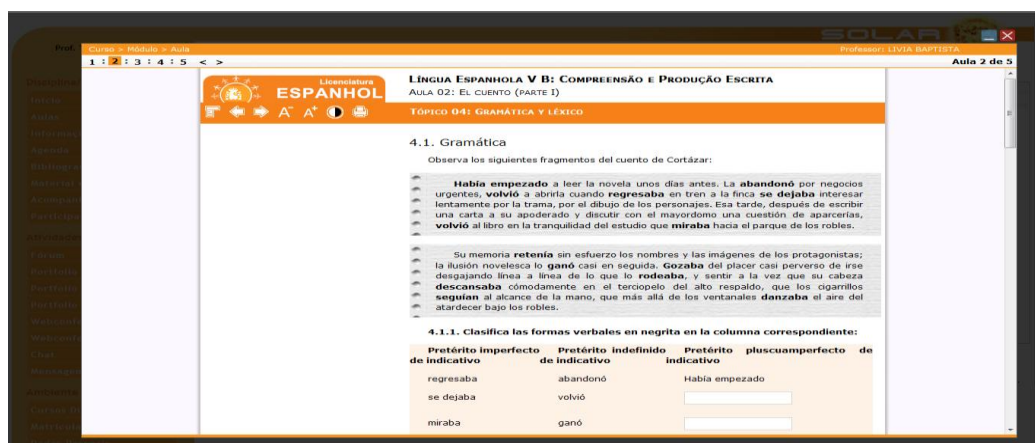 SOLAR
Prof.
Curso > Módulo > Aula
Professor: LIVIA BAPTISTA
1 : 2 : 3 : 4 : 5 < >
Aula 2 de 5
Início
Aulas
Agenda
Fórum
Chat
Licenciatura
ESPANHOL
A⁻ A⁺
LÍNGUA ESPANHOLA V B: COMPREENSÃO E PRODUÇÃO ESCRITA
AULA 02: EL CUENTO (PARTE I)
TÓPICO 04: GRAMÁTICA Y LÉXICO
4.1. Gramática
Observa los siguientes fragmentos del cuento de Cortázar:
Había empezado a leer la novela unos días antes. La abandonó por negocios
urgentes, volvió a abrirla cuando regresaba en tren a la finca se dejaba interesar
lentamente por la trama, por el dibujo de los personajes. Esa tarde, después de escribir
una carta a su apoderado y discutir con el mayordomo una cuestión de aparcerías,
volvió al libro en la tranquilidad del estudio que miraba hacia el parque de los robles.
Su memoria retenía sin esfuerzo los nombres y las imágenes de los protagonistas;
la ilusión novelesca lo ganó casi en seguida. Gozaba del placer casi perverso de irse
desgajando línea a línea de lo que lo rodeaba, y sentir a la vez que su cabeza
descansaba cómodamente en el terciopelo del alto respaldo, que los cigarrillos
seguían al alcance de la mano, que más allá de los ventanales danzaba el aire del
atardecer bajo los robles.
4.1.1. Clasifica las formas verbales en negrita en la columna correspondiente:
Pretérito imperfecto de indicativo
Pretérito indefinido de indicativo
Pretérito pluscuamperfecto de indicativo
regresaba abandonó Había empezado
se dejaba volvió
miraba ganó